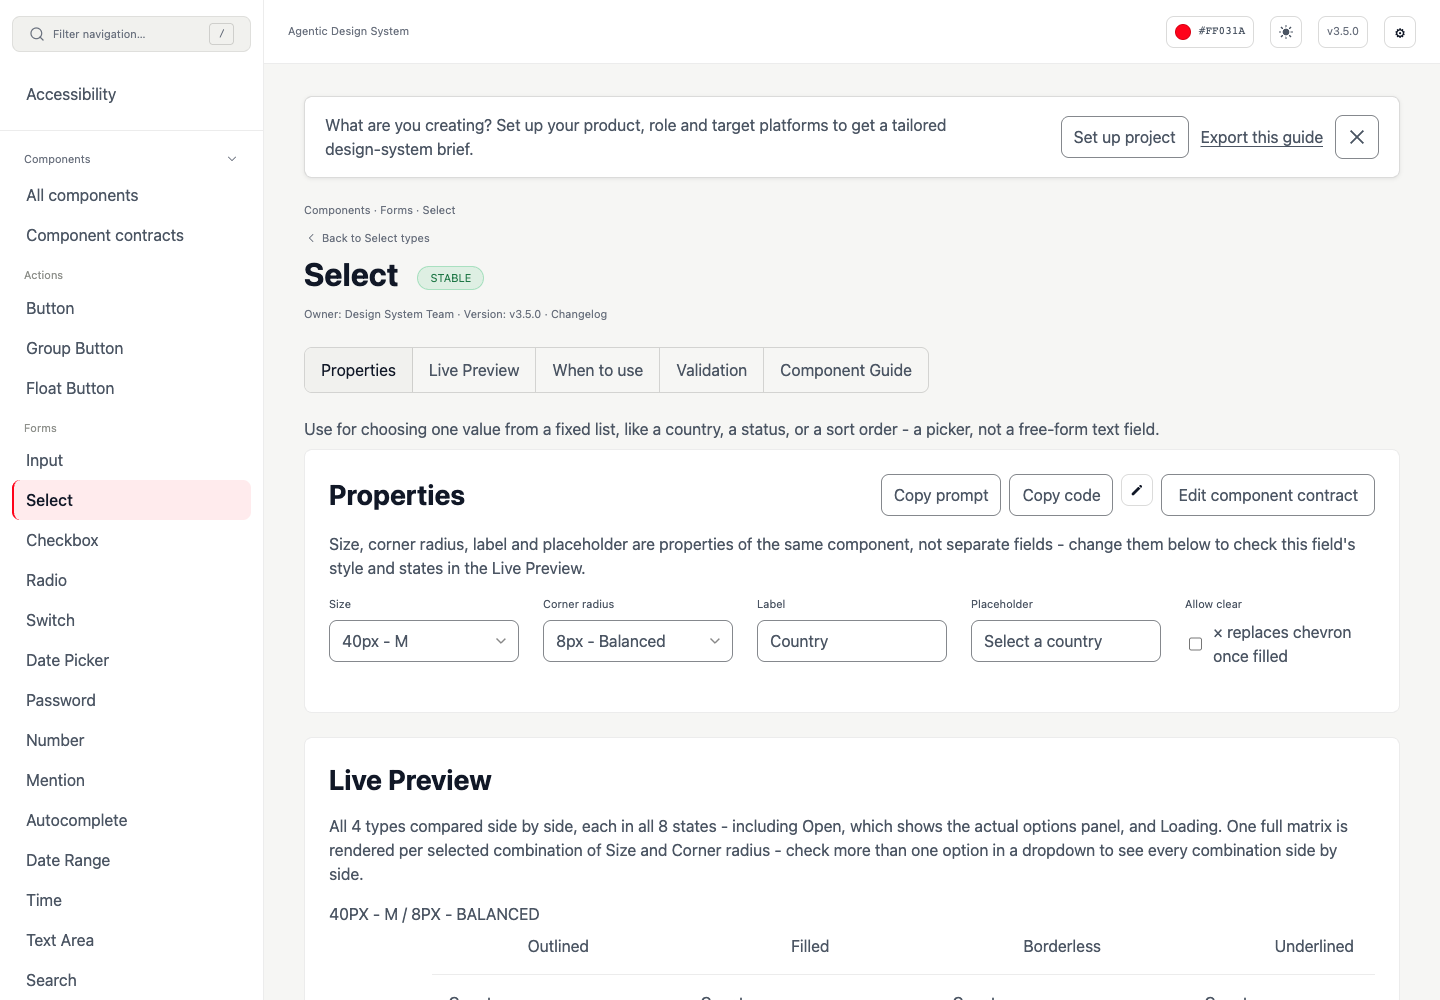 Filter navigation...
/
Accessibility
Components
All components
Component contracts
Actions
Button
Group Button
Float Button
Forms
Input
Select
Checkbox
Radio
Switch
Date Picker
Password
Number
Mention
Autocomplete
Date Range
Time
Text Area
Search
Agentic Design System
#FF031A
v3.5.0
What are you creating? Set up your product, role and target platforms to get a tailored
design-system brief.
Set up project
Export this guide
Components · Forms · Select
Back to Select types
Select
STABLE
Owner: Design System Team · Version: v3.5.0 · Changelog
Properties
Live Preview
When to use
Validation
Component Guide
Use for choosing one value from a fixed list, like a country, a status, or a sort order - a picker, not a free-form text field.
Properties
Copy prompt
Copy code
Edit component contract
Size, corner radius, label and placeholder are properties of the same component, not separate fields - change them below to check this field's
style and states in the Live Preview.
Size
Corner radius
Label
Placeholder
Allow clear
40px - M
8px - Balanced
Country
Select a country
× replaces chevron
once filled
Live Preview
All 4 types compared side by side, each in all 8 states - including Open, which shows the actual options panel, and Loading. One full matrix is
rendered per selected combination of Size and Corner radius - check more than one option in a dropdown to see every combination side by
side.
40PX - M / 8PX - BALANCED
Outlined
Filled
Borderless
Underlined